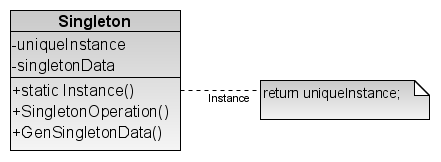 Singleton
-uniqueInstance
-singletonData
+static Instance()
+SingletonOperation()
+GenSingletonData()
Instance
return uniqueInstance;